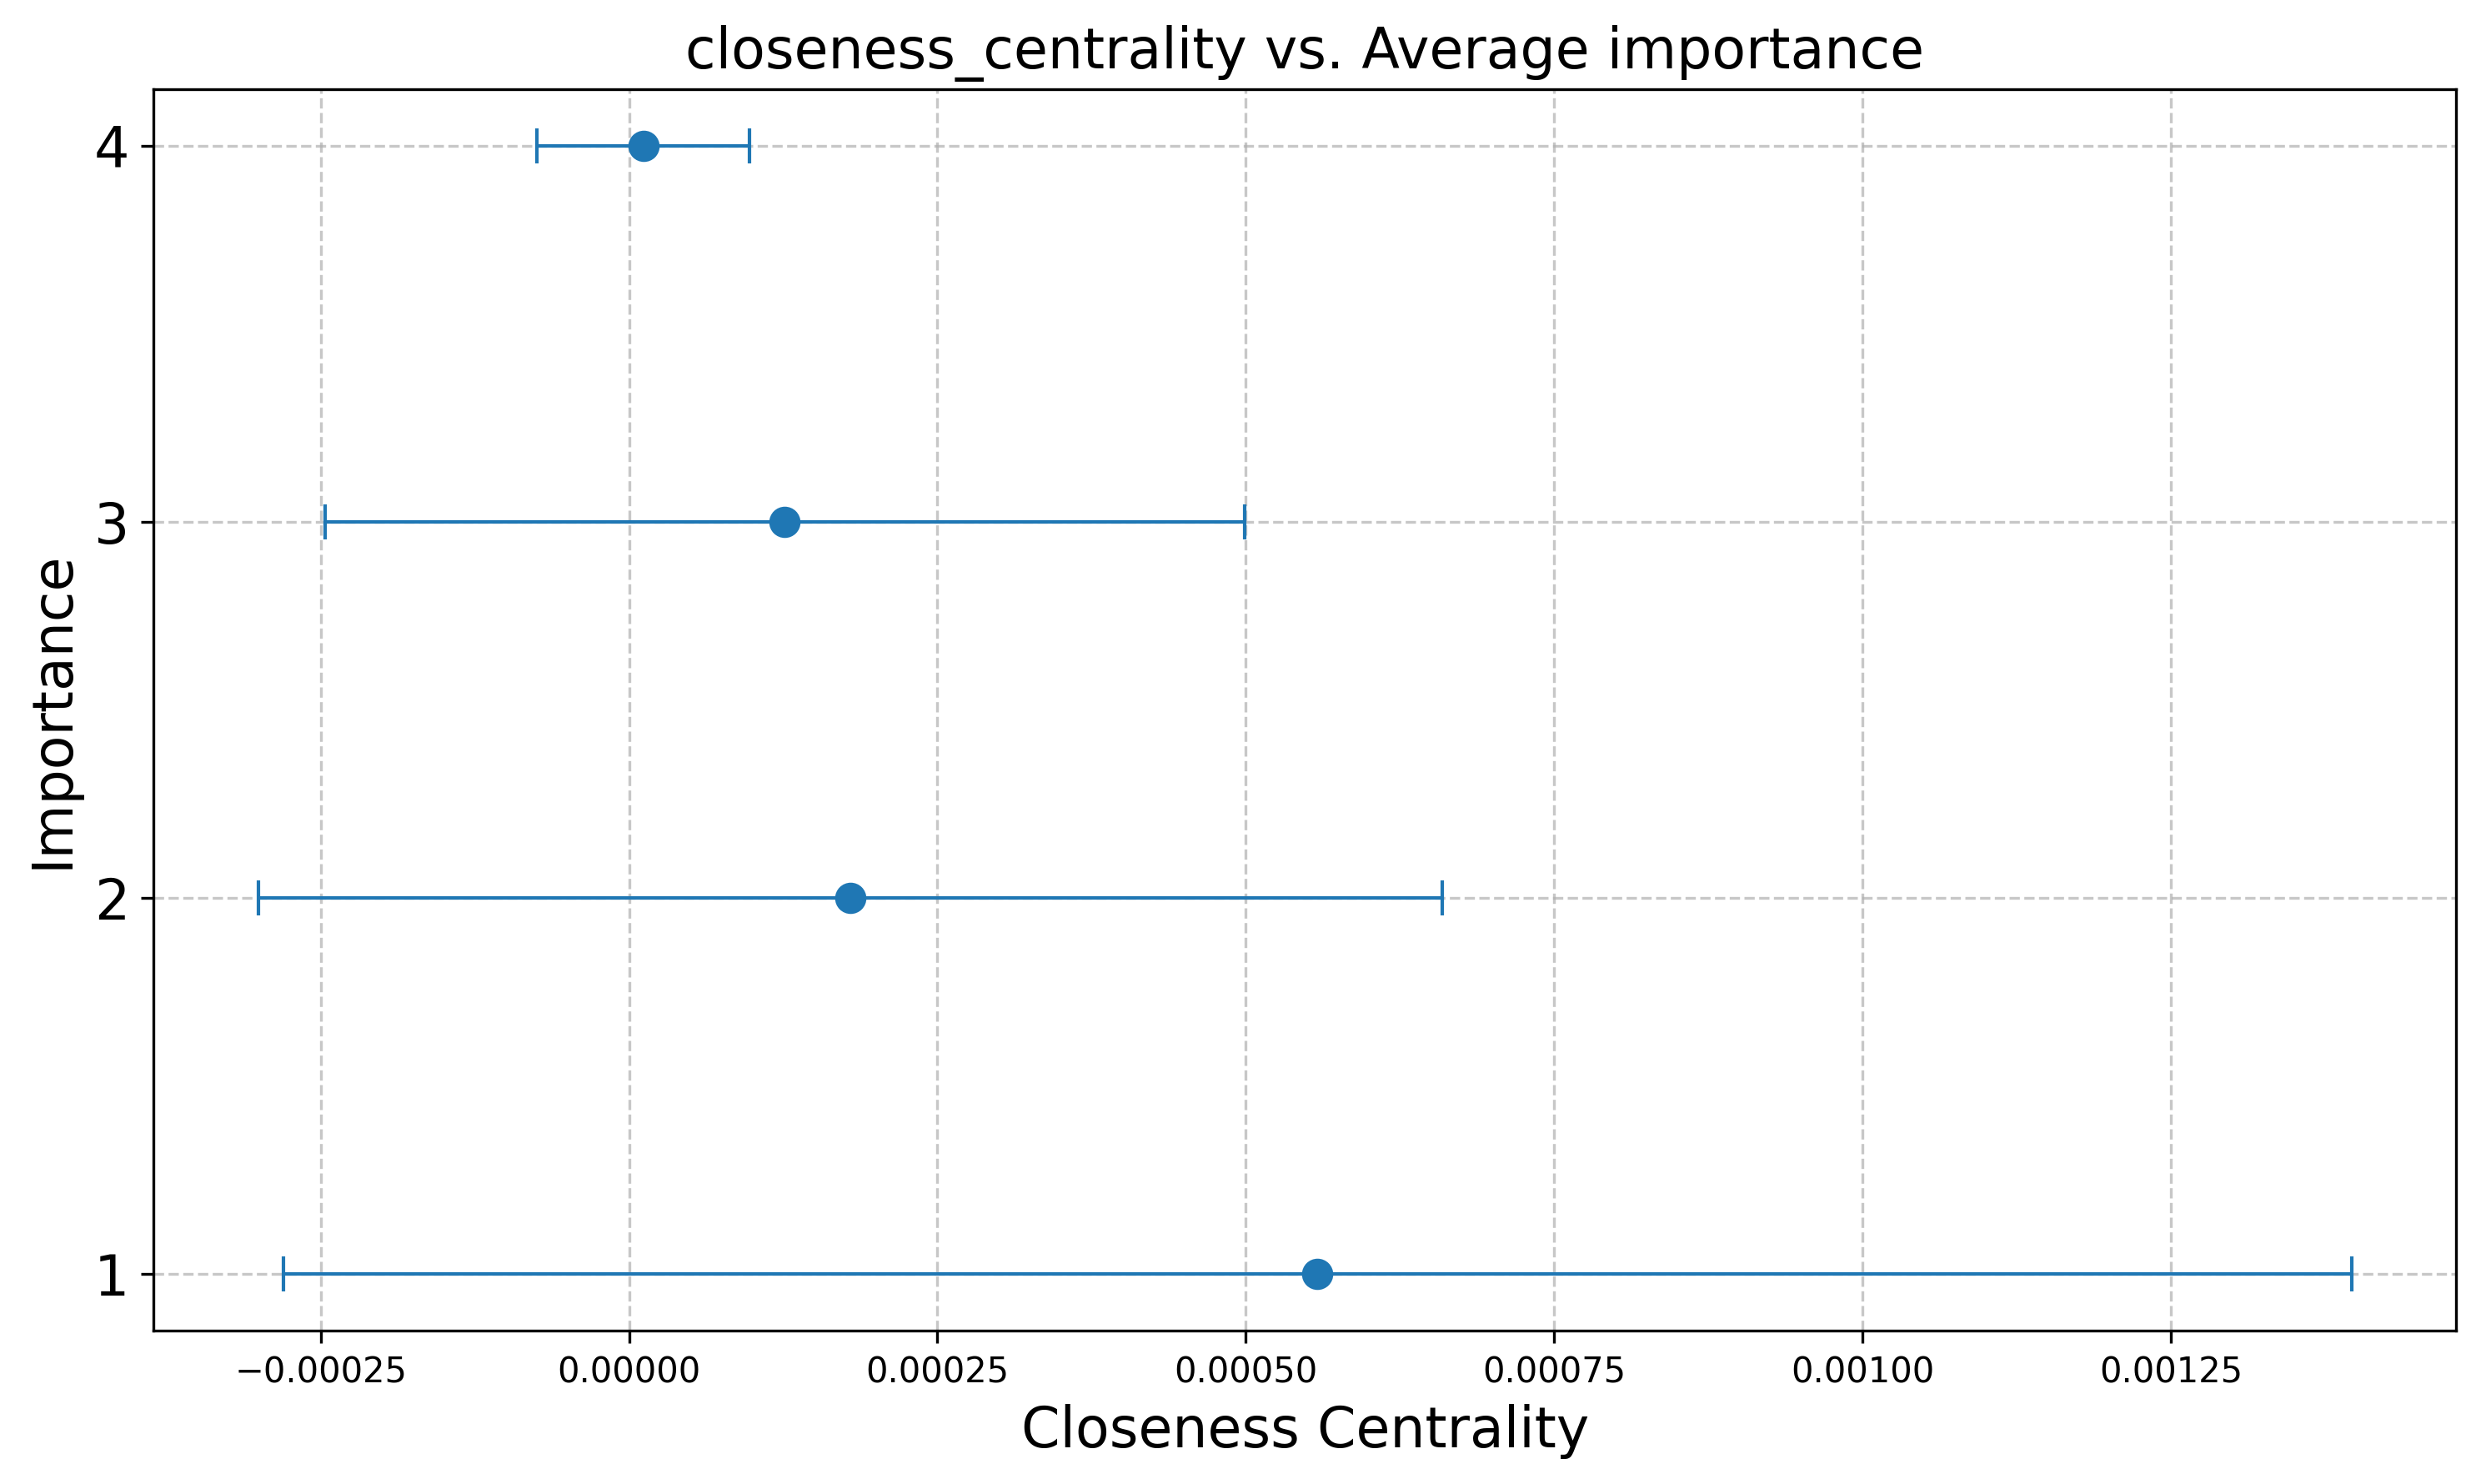 closeness_centrality vs. Average importance
4
3
2
1
Importance
−0.00025 0.00000 0.00025 0.00050 0.00075 0.00100 0.00125
Closeness Centrality